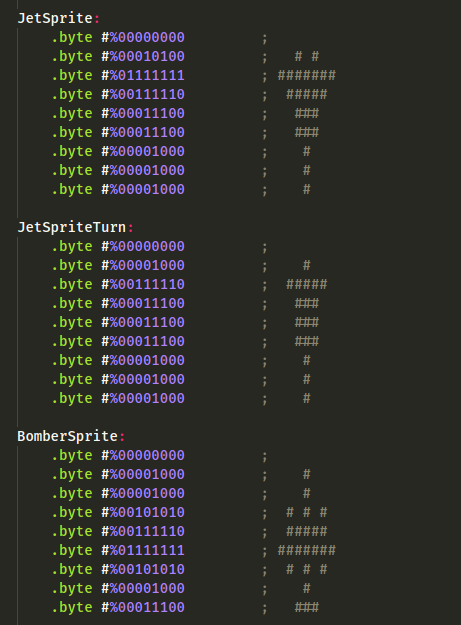 JetSprite:
    .byte #%00000000         ;
    .byte #%00010100         ;   # #
    .byte #%01111111         ; #######
    .byte #%00111110         ;  #####
    .byte #%00011100         ;   ###
    .byte #%00011100         ;   ###
    .byte #%00001000         ;    #
    .byte #%00001000         ;    #
    .byte #%00001000         ;    #
JetSpriteTurn:
    .byte #%00000000         ;
    .byte #%00001000         ;    #
    .byte #%00111110         ;  #####
    .byte #%00011100         ;   ###
    .byte #%00011100         ;   ###
    .byte #%00011100         ;   ###
    .byte #%00001000         ;    #
    .byte #%00001000         ;    #
    .byte #%00001000         ;    #
BomberSprite:
    .byte #%00000000         ;
    .byte #%00001000         ;    #
    .byte #%00001000         ;    #
    .byte #%00101010         ;  # # #
    .byte #%00111110         ;  #####
    .byte #%01111111         ; #######
    .byte #%00101010         ;  # # #
    .byte #%00001000         ;    #
    .byte #%00011100         ;   ###